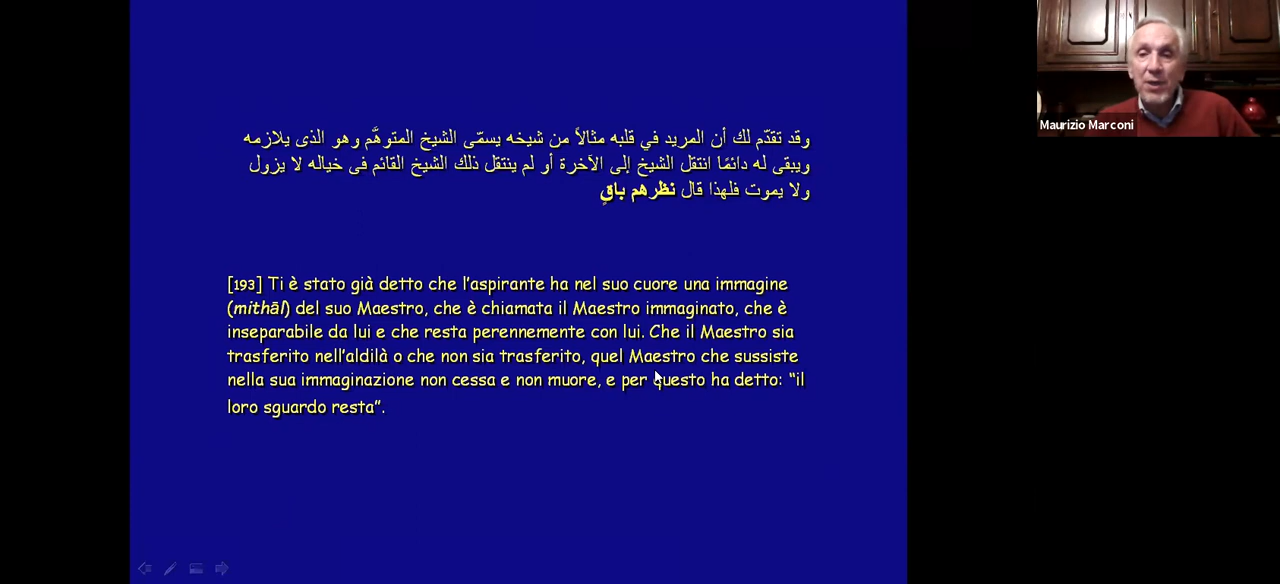 وقد تقدّم لك أن المريد في قلبه مثالاً من شيخه يسمّى الشيخ المتوهَّم وهو الذى يلازمه
ويبقى له دائمًا انتقل الشيخ إلى الآخرة أو لم ينتقل ذلك الشيخ القائم فى خياله لا يزول
ولا يموت فلهذا قال نظرهم باقٍ
[193] Ti è stato già detto che l'aspirante ha nel suo cuore una immagine
(mithāl) del suo Maestro, che è chiamata il Maestro immaginato, che è
inseparabile da lui e che resta perennemente con lui. Che il Maestro sia
trasferito nell'aldilà o che non sia trasferito, quel Maestro che sussiste
nella sua immaginazione non cessa e non muore, e per questo ha detto: “il
loro sguardo resta”.
Maurizio Marconi